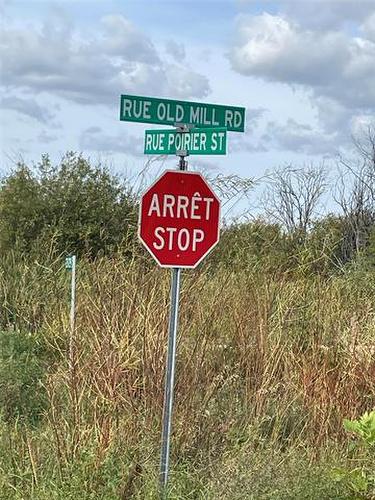 RUE OLD MILL RD
RUE POIRIER ST
ARRÊT
STOP